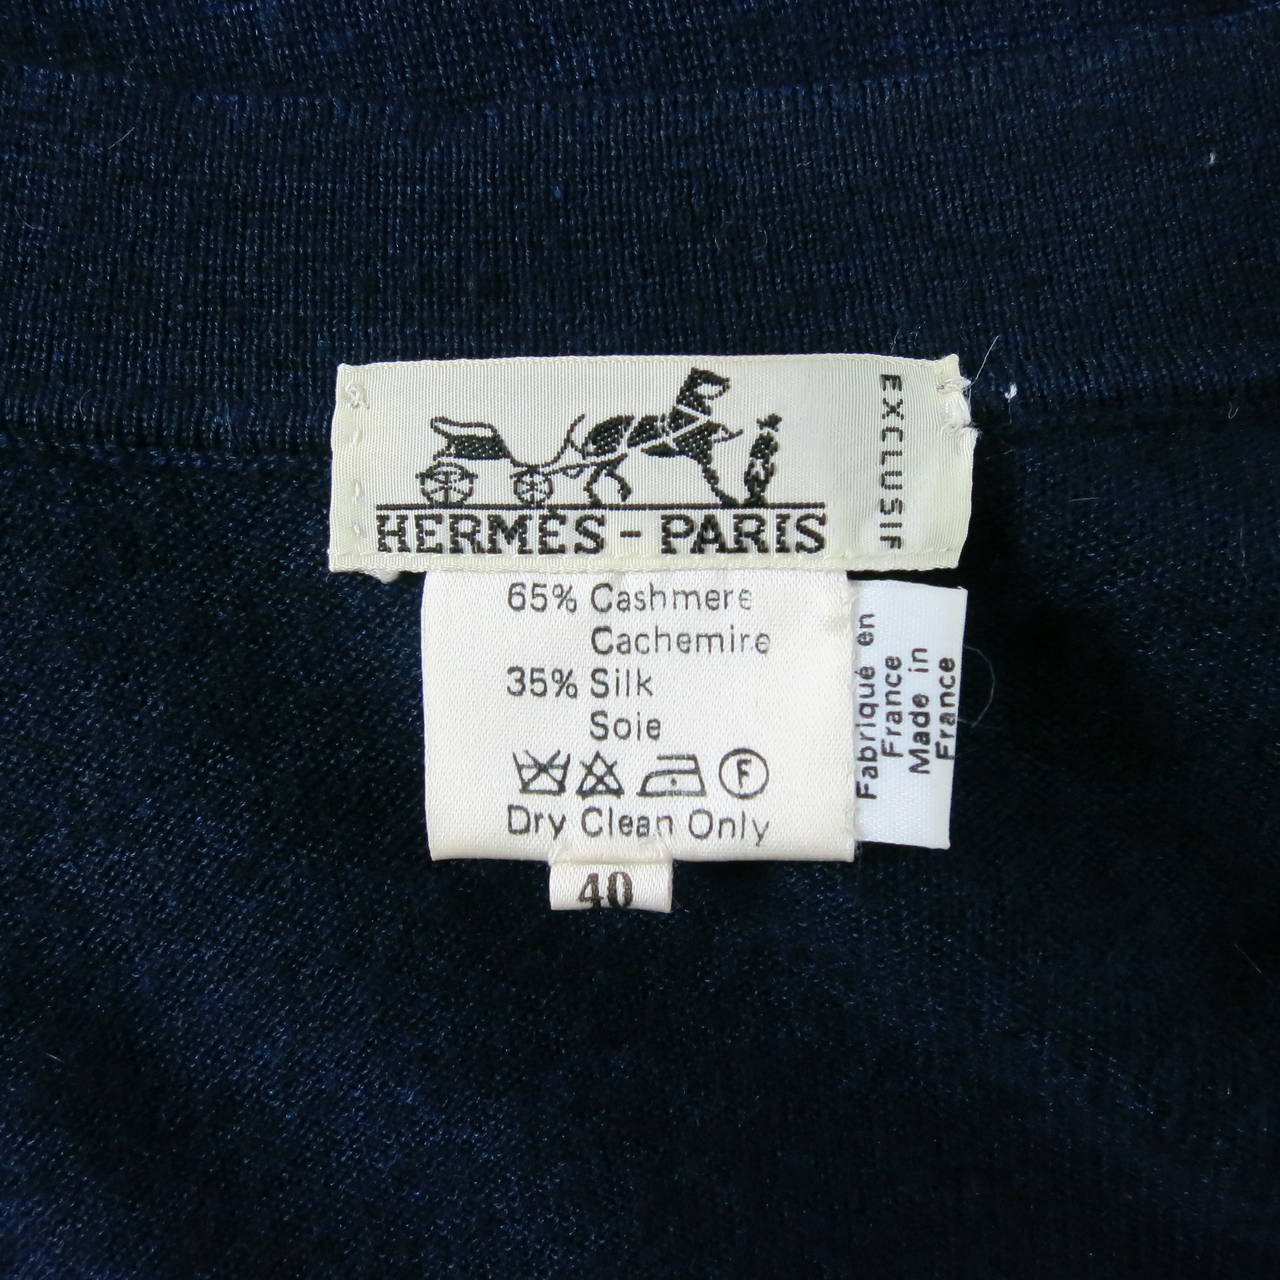 HERMÈS - PARIS
EXCLUSIF
65% Cashmere
Cachemire
35% Silk
Soie
F
Dry Clean Only
40
Fabriqué en
France
Made in
France